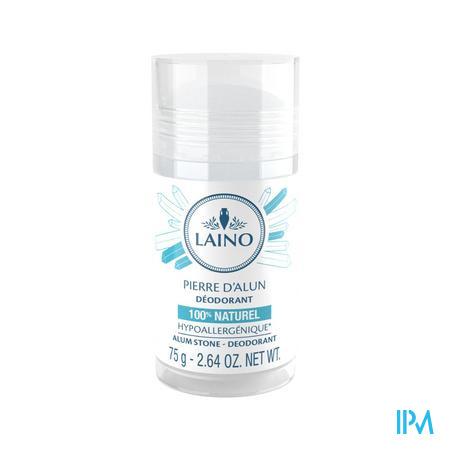 LAINO
PIERRE D'ALUN
DÉODORANT
100% NATUREL
HYPOALLERGÉNIQUE*
ALUM STONE - DEODORANT
75 g - 2.64 OZ. NET WT.
IPM